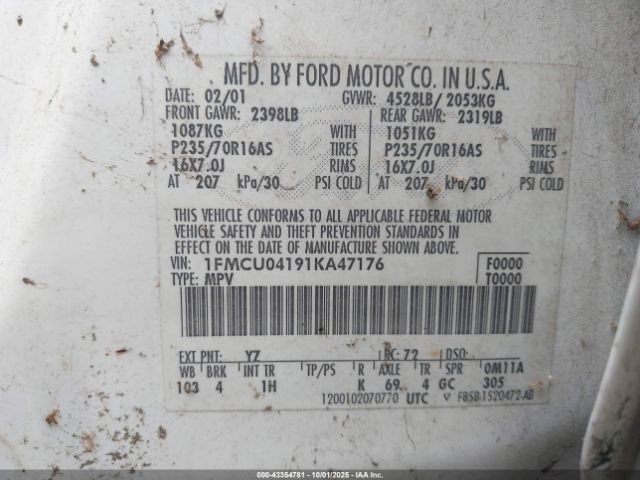 MFD. BY FORD MOTOR CO. IN U.S.A.
DATE: 02/01 GVWR: 4528LB/ 2053KG
FRONT GAWR: 2398LB REAR GAWR: 2319LB
1087KG WITH 1051KG WITH
P235/70R16AS TIRES P235/70R16AS TIRES
16X7.0J RIMS 16X7.0J RIMS
AT 207 kPa/30 PSI COLD AT 207 kPa/30 PSI COLD
THIS VEHICLE CONFORMS TO ALL APPLICABLE FEDERAL MOTOR
VEHICLE SAFETY AND THEFT PREVENTION STANDARDS IN
EFFECT ON THE DATE OF MANUFACTURE SHOWN ABOVE.
VIN: 1FMCU04191KA47176 F0000
TYPE: MPV T0000
EXT PNT: YZ RC: 72 DSO:
WB BRK INT TR TP/PS R AXLE TR SPR 0M11A
103 4 1H K 69 4 GC 305
1200102070770 UTC F85B-1520472-AD
000-43354781 - 10/01/2025 - IAAI.COM